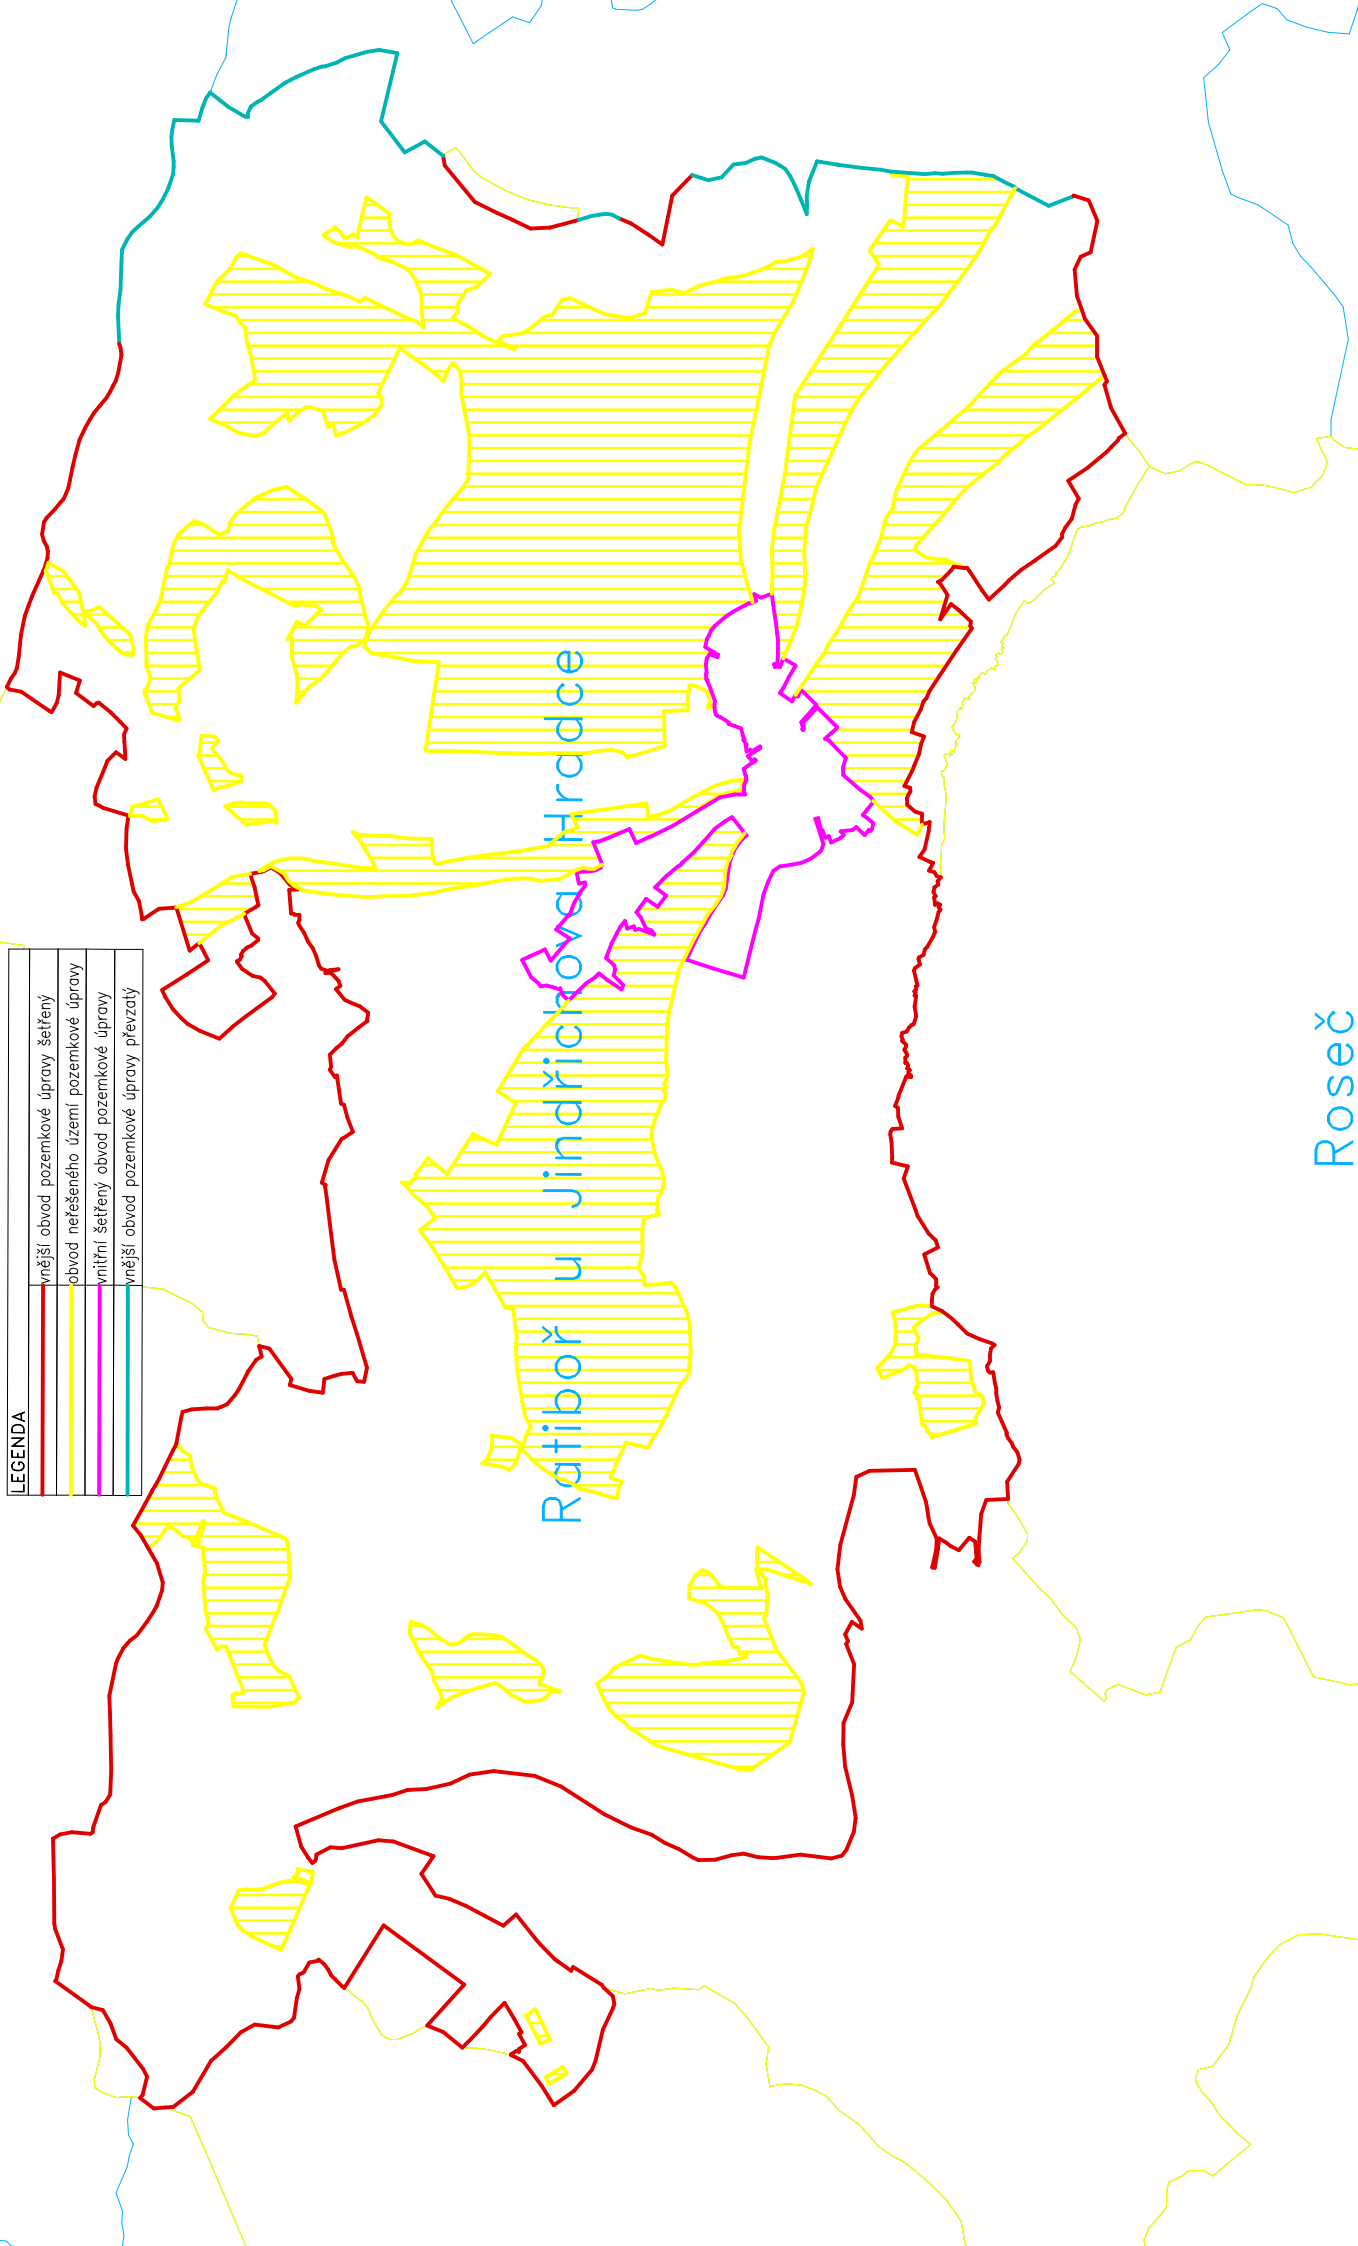 LEGENDA
vnější obvod pozemkové úpravy šetřený
obvod neřešeného území pozemkové úpravy
vnitřní šetřený obvod pozemkové úpravy
vnější obvod pozemkové úpravy převzatý
Ratiboř u Jindřichova Hradce
Roseč